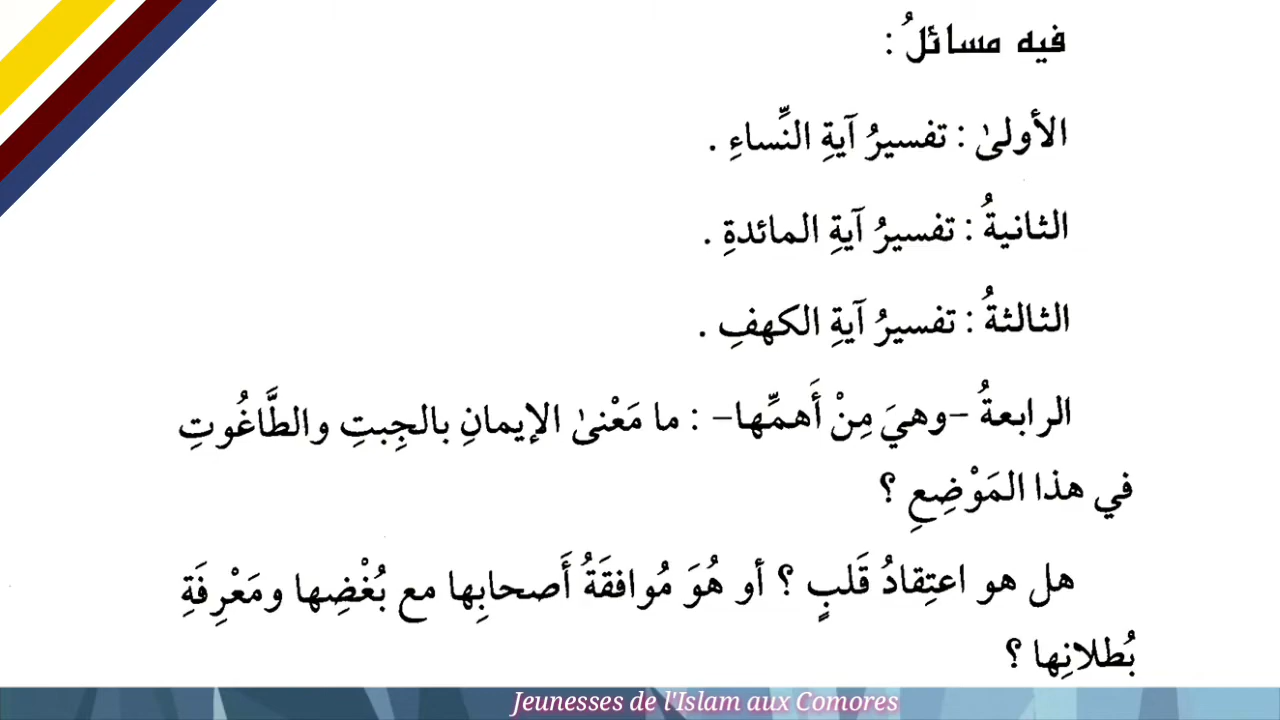 فيه مسائلُ :
الأولىٰ : تفسيرُ آيةِ النِّساءِ .
الثانيةُ : تفسيرُ آيةِ المائدةِ .
الثالثةُ : تفسيرُ آيةِ الكهفِ .
الرابعةُ -وهيَ مِنْ أَهمِّها- : ما مَعْنىٰ الإيمانِ بالجِبتِ والطَّاغُوتِ
في هذا المَوْضِعِ ؟
هل هو اعتِقادُ قَلبٍ ؟ أو هُوَ مُوافقَةُ أَصحابِها مع بُغْضِها ومَعْرِفَةِ
بُطلانِها ؟
Jeunesses de l'Islam aux Comores